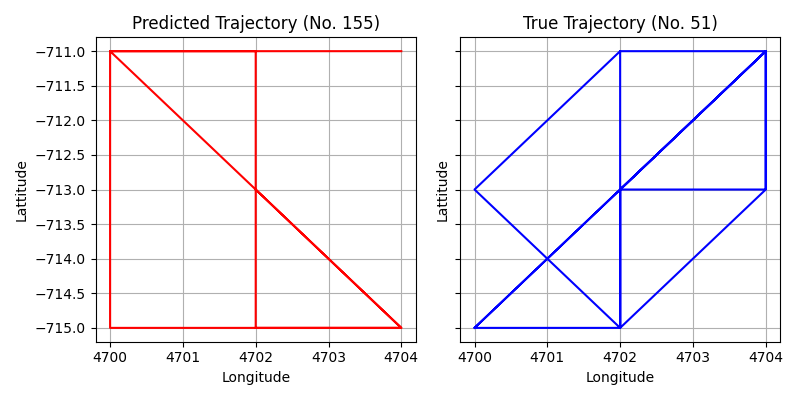 Predicted Trajectory (No. 155)
True Trajectory (No. 51)
−711.0
−711.5
−712.0
−712.5
−713.0
−713.5
−714.0
−714.5
−715.0
Lattitude
Lattitude
4700 4701 4702 4703 4704
4700 4701 4702 4703 4704
Longitude
Longitude